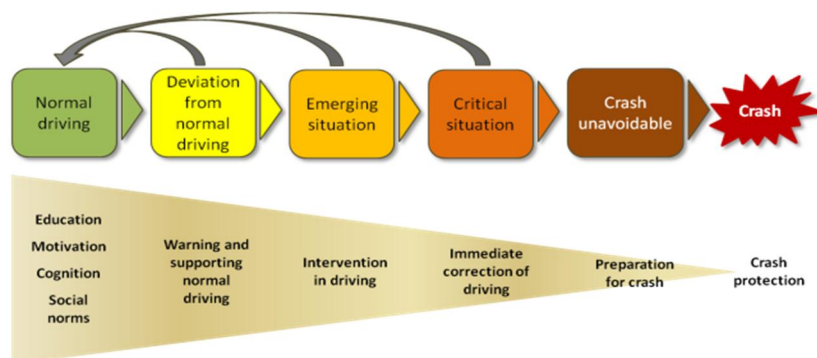 Normal
driving
Deviation
from
normal
driving
Emerging
situation
Critical
situation
Crash
unavoidable
Crash
Education
Motivation
Cognition
Social
norms
Warning and
supporting
normal
driving
Intervention
in driving
Immediate
correction of
driving
Preparation
for crash
Crash
protection